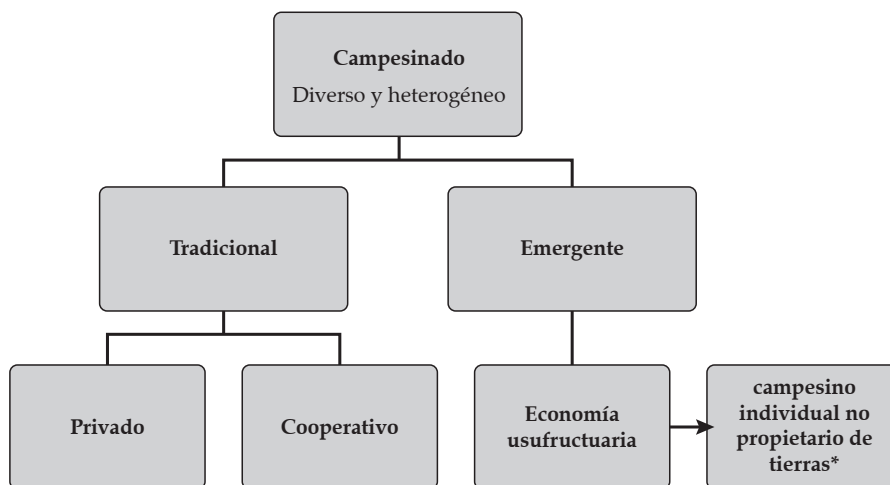 Campesinado
Diverso y heterogéneo
Tradicional
Emergente
Privado
Cooperativo
Economía
usufructuaria
campesino
individual no
propietario de
tierras*